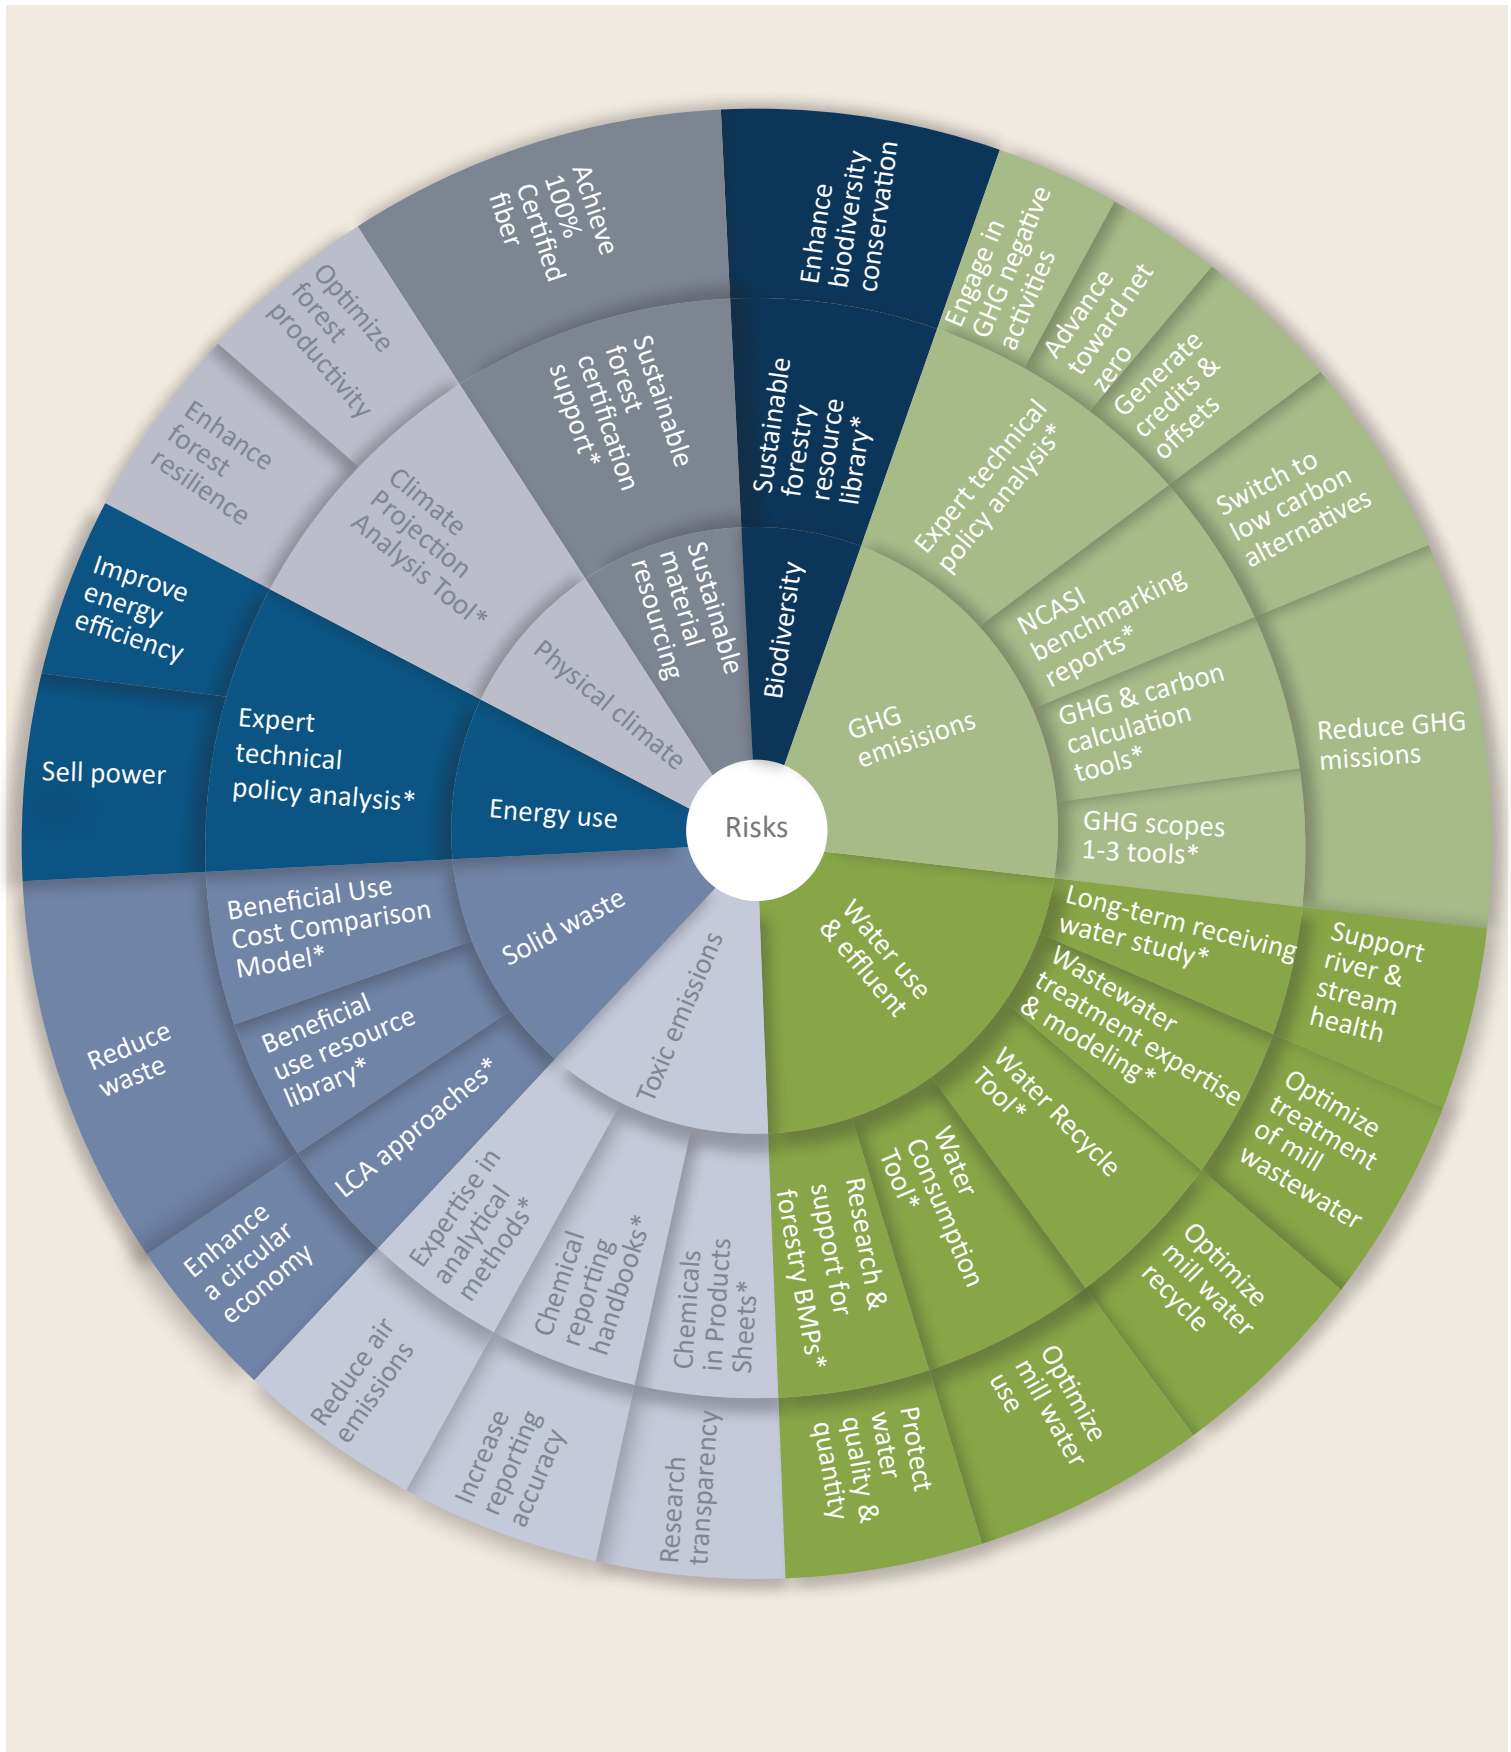 Risks
Biodiversity
Sustainable
forestry
resource
library*
Enhance
biodiversity
conservation
GHG
emisisions
Expert technical
policy analysis*
NCASI
benchmarking
reports*
GHG & carbon
calculation
tools*
GHG scopes
1-3 tools*
Engage in
GHG negative
activities
Advance
toward net
zero
Generate
credits &
offsets
Switch to
low carbon
alternatives
Reduce GHG
missions
Water use
& effluent
Long-term receiving
water study*
Wastewater
treatment expertise
& modeling*
Water Recycle
Tool*
Water
Consumption
Tool*
Research &
support for
forestry BMPs*
Support
river &
stream
health
Optimize
treatment
of mill
wastewater
Optimize
mill water
recycle
Optimize
mill water
use
Protect
water
quality &
quantity
Toxic emissions
Chemicals
in Products
Sheets*
Chemical
reporting
handbooks*
Expertise in
analytical
methods*
Research
transparency
Increase
reporting
accuracy
Reduce air
emissions
Solid waste
LCA approaches*
Beneficial
use resource
library*
Beneficial Use
Cost Comparison
Model*
Enhance
a circular
economy
Reduce
waste
Energy use
Expert
technical
policy analysis*
Sell power
Improve
energy
efficiency
Physical climate
Climate
Projection
Analysis Tool*
Enhance
forest
resilience
Optimize
forest
productivity
Sustainable
material
resourcing
Sustainable
forest
certification
support*
Achieve
100%
Certified
fiber